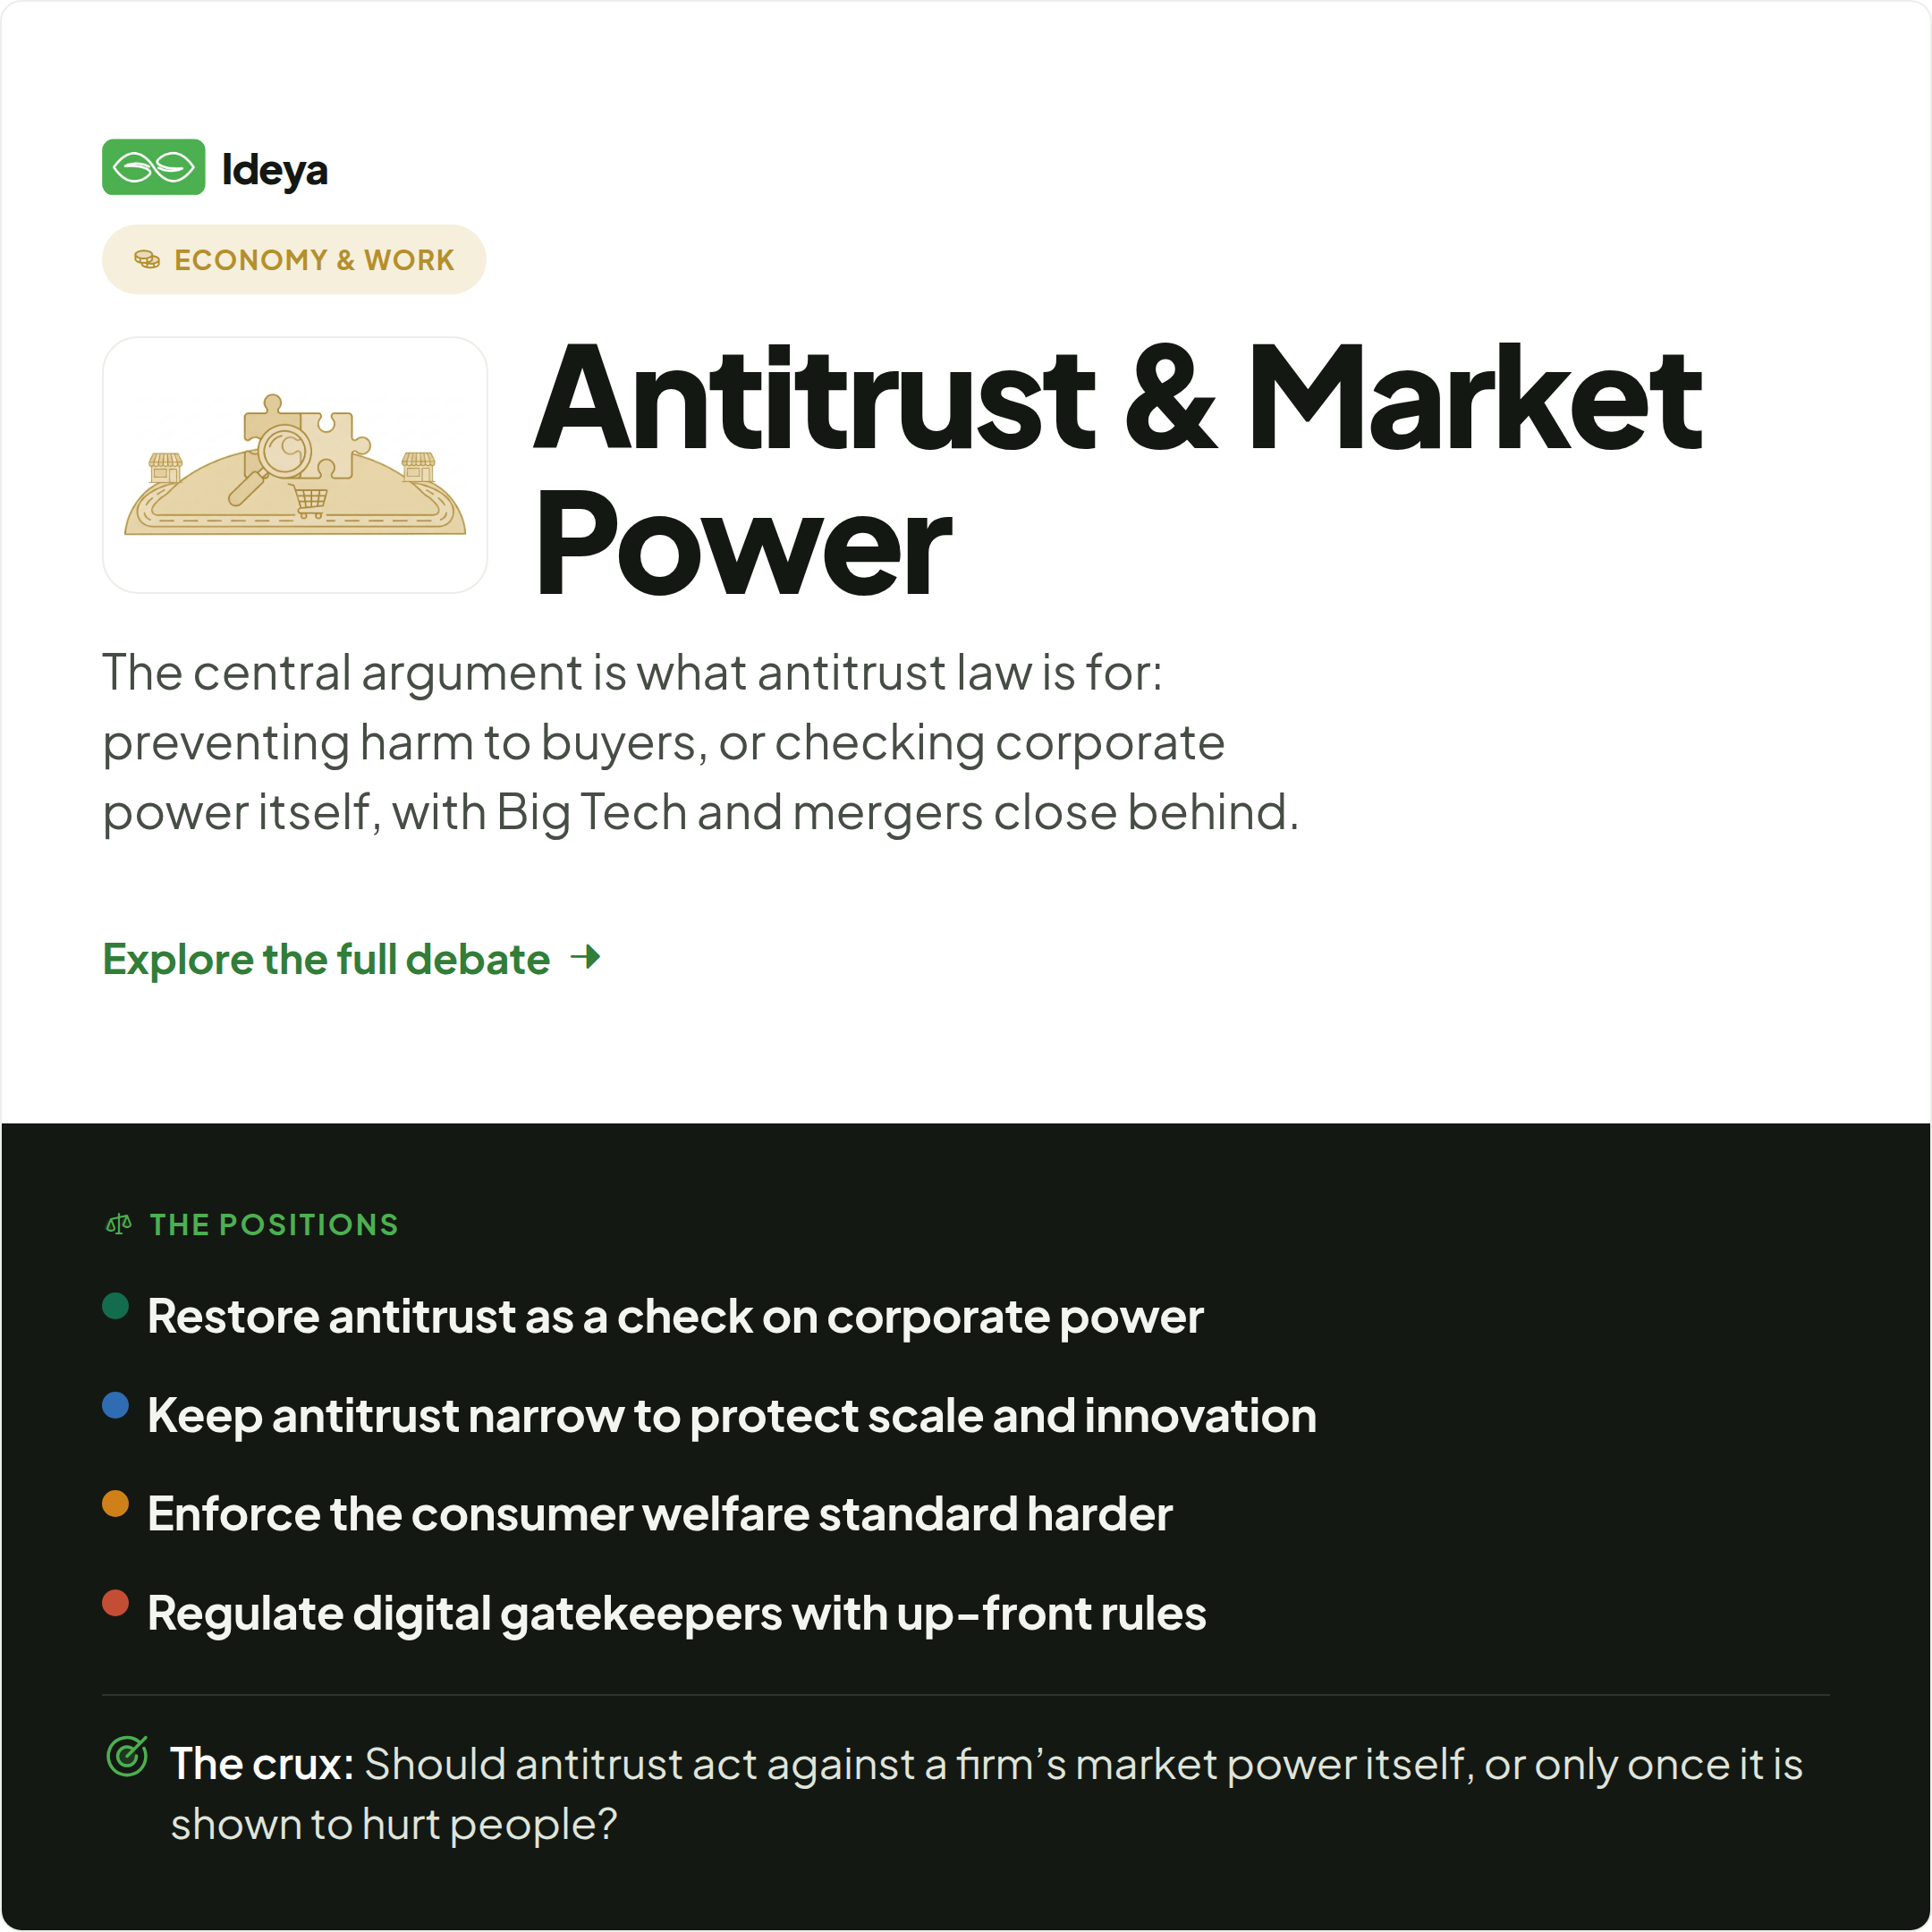 Ideya
ECONOMY & WORK
Antitrust & Market
Power
The central argument is what antitrust law is for:
preventing harm to buyers, or checking corporate
power itself, with Big Tech and mergers close behind.
Explore the full debate
THE POSITIONS
Restore antitrust as a check on corporate power
Keep antitrust narrow to protect scale and innovation
Enforce the consumer welfare standard harder
Regulate digital gatekeepers with up-front rules
The crux: Should antitrust act against a firm’s market power itself, or only once it is
shown to hurt people?